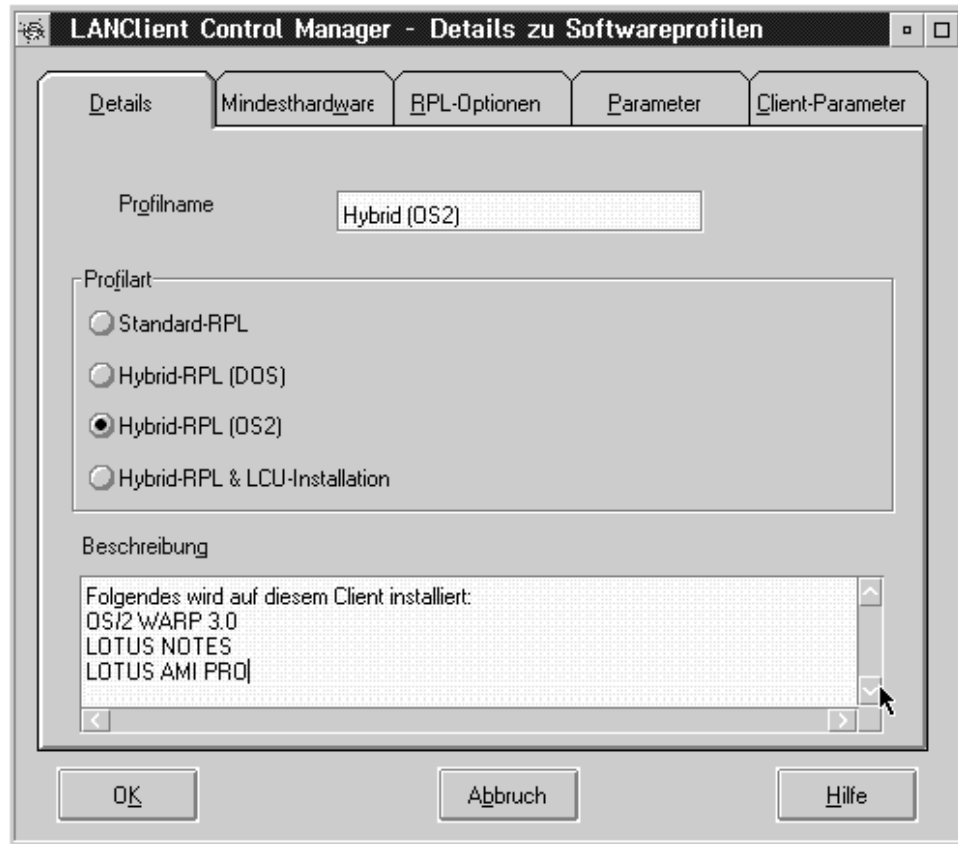 LANClient Control Manager - Details zu Softwareprofilen
Details Mindesthardware RPL-Optionen Parameter Client-Parameter
Profilname Hybrid (OS2)
Profilart
Standard-RPL
Hybrid-RPL (DOS)
Hybrid-RPL (OS2)
Hybrid-RPL & LCU-Installation
Beschreibung
Folgendes wird auf diesem Client installiert:
OS/2 WARP 3.0
LOTUS NOTES
LOTUS AMI PRO
OK Abbruch Hilfe